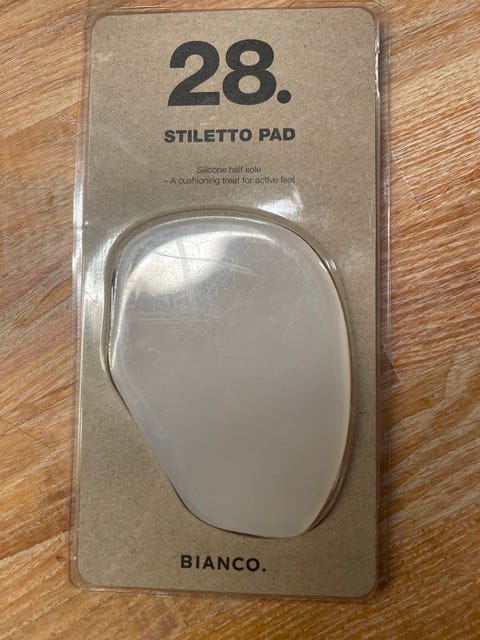 28.
STILETTO PAD
Silicone half sole
– A cushioning treat for active feet
BIANCO.